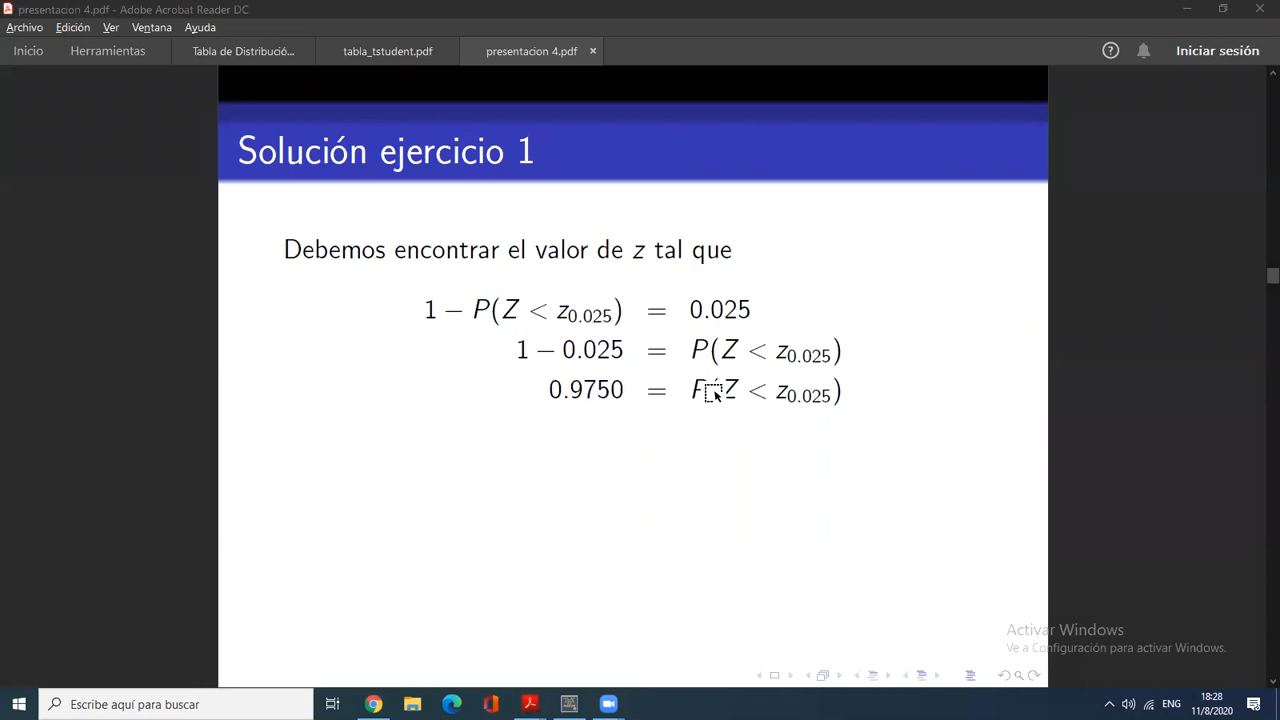 presentacion 4.pdf - Adobe Acrobat Reader DC
Archivo Edición Ver Ventana Ayuda
Inicio Herramientas Tabla de Distribució... tabla_tstudent.pdf presentacion 4.pdf × Iniciar sesión
Solución ejercicio 1
Debemos encontrar el valor de z tal que
1 − P(Z < z₀.₀₂₅) = 0.025
1 − 0.025 = P(Z < z₀.₀₂₅)
0.9750 = P(Z < z₀.₀₂₅)
Activar Windows
Ve a Configuración para activar Windows.
Escribe aquí para buscar
ENG
18:28
11/8/2020